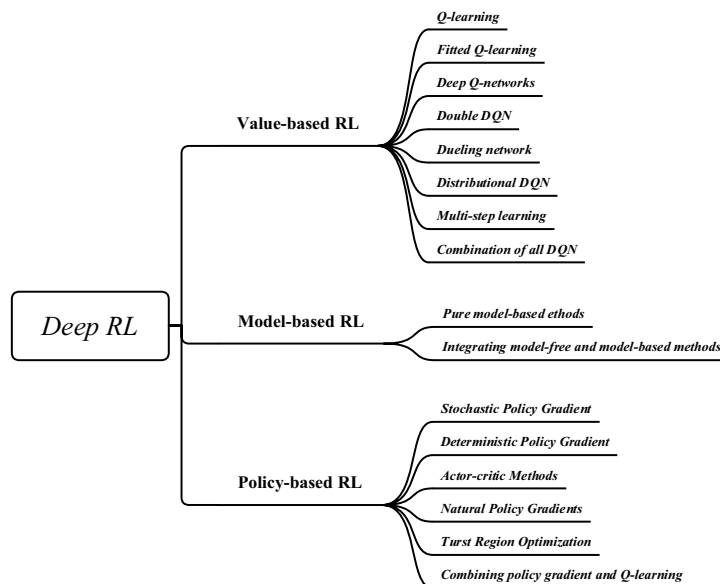 Deep RL
Value-based RL
Q-learning
Fitted Q-learning
Deep Q-networks
Double DQN
Dueling network
Distributional DQN
Multi-step learning
Combination of all DQN
Model-based RL
Pure model-based ethods
Integrating model-free and model-based methods
Policy-based RL
Stochastic Policy Gradient
Deterministic Policy Gradient
Actor-critic Methods
Natural Policy Gradients
Turst Region Optimization
Combining policy gradient and Q-learning